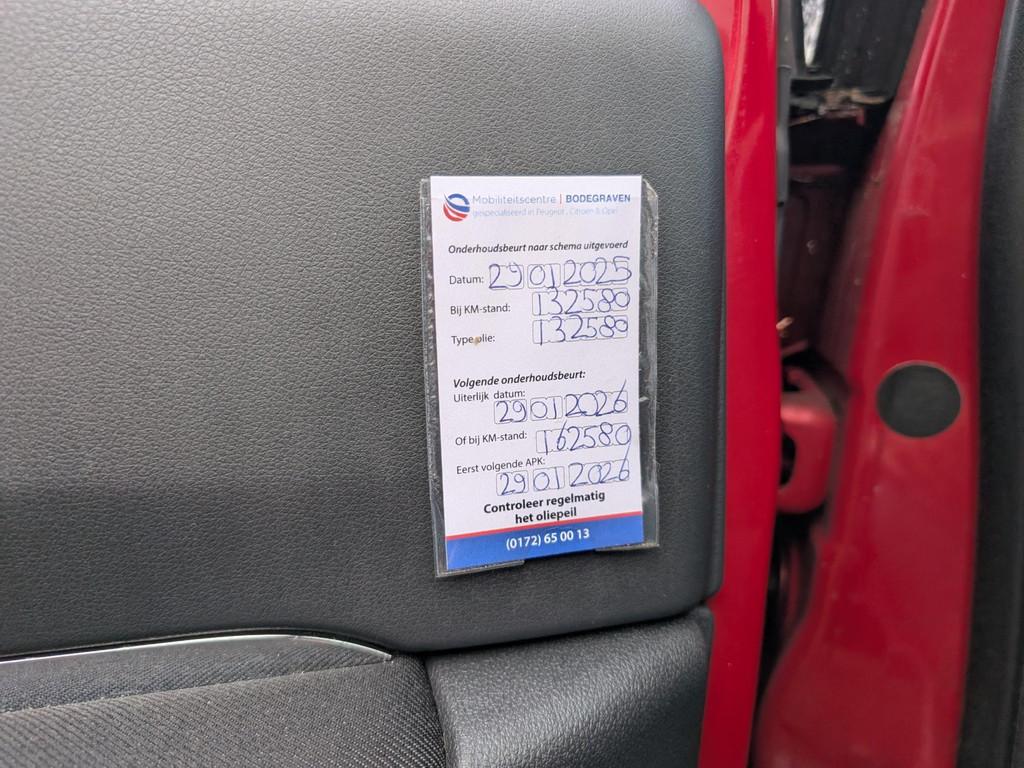 Mobiliteitscentre | BODEGRAVEN
gespecialiseerd in Peugeot, Citroën & Opel
Onderhoudsbeurt naar schema uitgevoerd
Datum: 29 01 2025
Bij KM-stand: 132580
Type olie: 132580
Volgende onderhoudsbeurt:
Uiterlijk datum:
29 01 2026
Of bij KM-stand: 162580
Eerst volgende APK:
29 01 2026
Controleer regelmatig
het oliepeil
(0172) 65 00 13